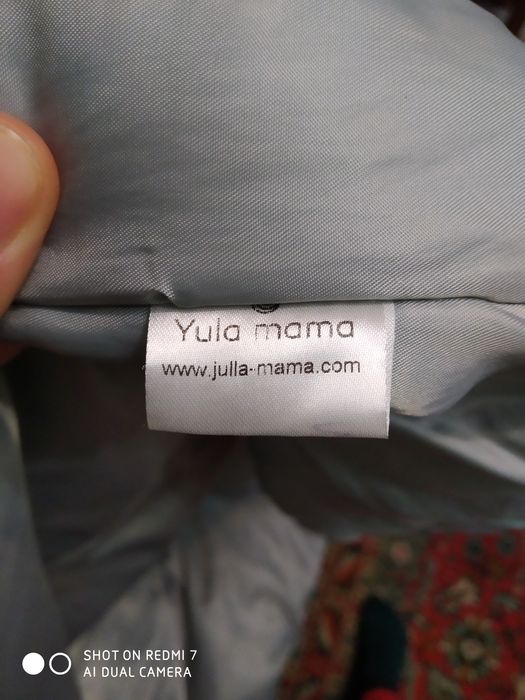 Yula mama
www.julla-mama.com
SHOT ON REDMI 7
AI DUAL CAMERA